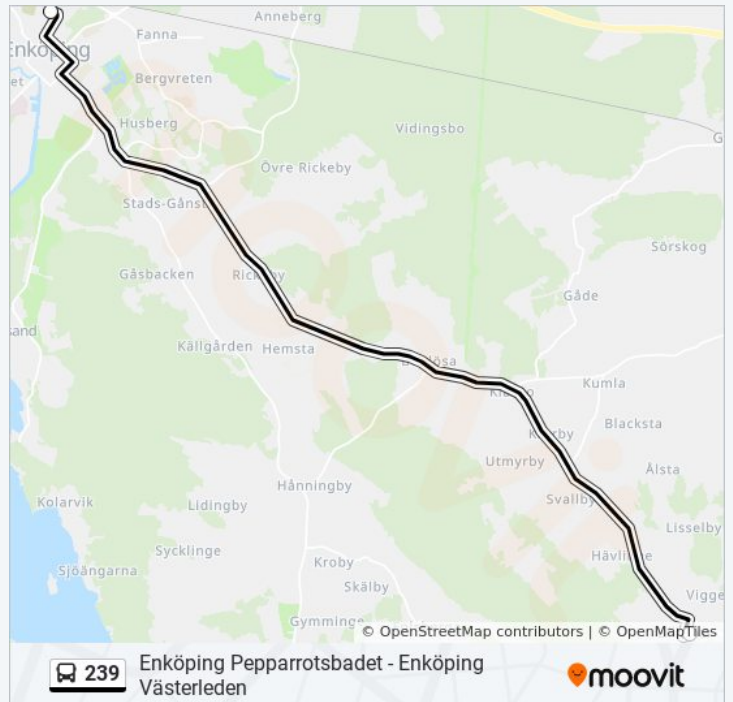 Anneberg
Fanna
Enköping
Bergvreten
Husberg
Vidingsbo
Övre Rickeby
Stads-Gånst
Sörskog
Gåsbacken
Gåde
sand
Källgården Hemsta
Kumla
Blacksta
Utmyrby
Ålsta
Hånningby
Svallby
Kolarvik
Lidingby
Lisselby
Sycklinge
Kroby
Sjöängarna
Skälby
Vigge
Gymminge
© OpenStreetMap contributors | © OpenMapTiles
239
Enköping Pepparrotsbadet - Enköping
Västerleden
moovit